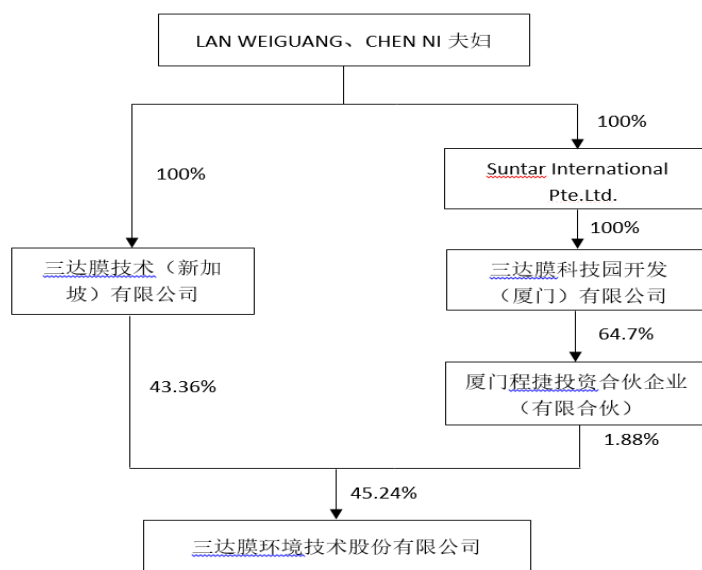 LAN WEIGUANG、CHEN NI 夫妇
100%
100%
Suntar International
Pte.Ltd.
100%
三达膜技术（新加
坡）有限公司
三达膜科技园开发
（厦门）有限公司
64.7%
43.36%
厦门程捷投资合伙企业
（有限合伙）
1.88%
45.24%
三达膜环境技术股份有限公司